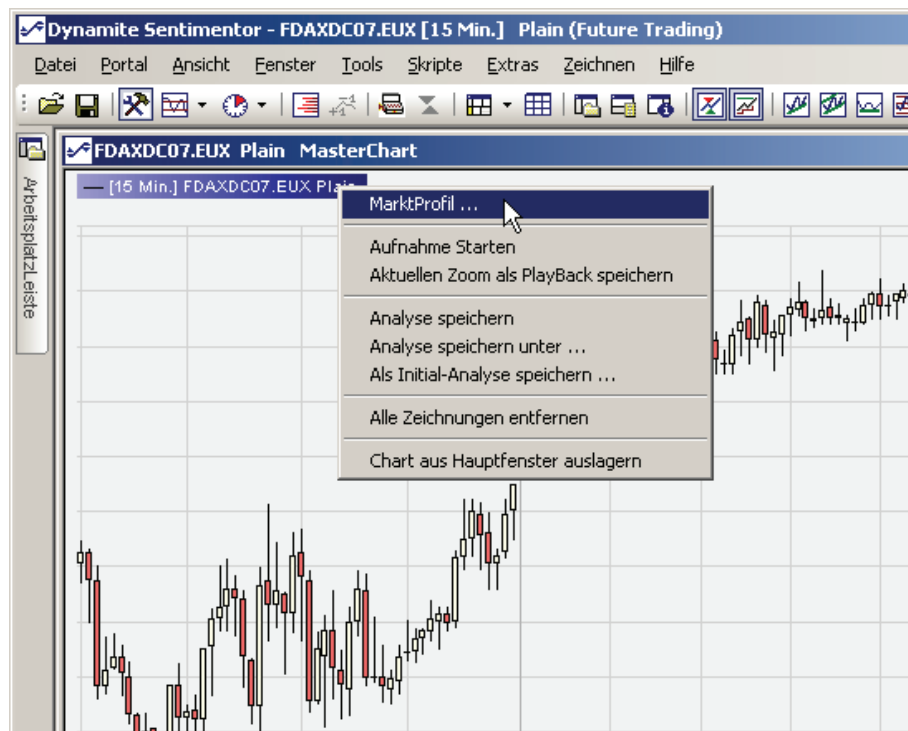 Dynamite Sentimentor - FDAXDC07.EUX [15 Min.] Plain (Future Trading)
Datei Portal Ansicht Fenster Tools Skripte Extras Zeichnen Hilfe
FDAXDC07.EUX Plain MasterChart
ArbeitsplatzLeiste
[15 Min.] FDAXDC07.EUX Plain
MarktProfil ...
Aufnahme Starten
Aktuellen Zoom als PlayBack speichern
Analyse speichern
Analyse speichern unter ...
Als Initial-Analyse speichern ...
Alle Zeichnungen entfernen
Chart aus Hauptfenster auslagern